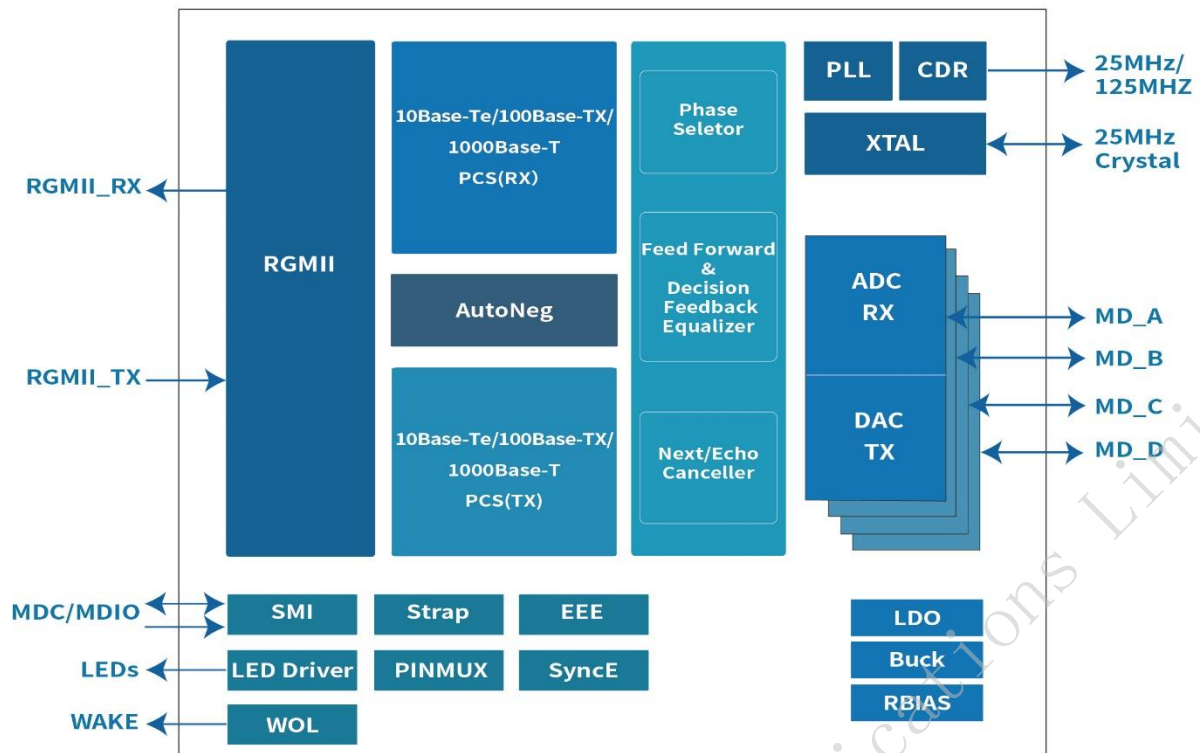 RGMII_RX
RGMII_TX
MDC/MDIO
LEDs
WAKE
RGMII
10Base-Te/100Base-TX/
1000Base-T
PCS(RX)
AutoNeg
10Base-Te/100Base-TX/
1000Base-T
PCS(TX)
Phase
Seletor
Feed Forward
&
Decision
Feedback
Equalizer
Next/Echo
Canceller
PLL
CDR
XTAL
25MHz/
125MHZ
25MHz
Crystal
ADC
RX
DAC
TX
MD_A
MD_B
MD_C
MD_D
SMI
Strap
EEE
LED Driver
PINMUX
SyncE
WOL
LDO
Buck
RBIAS